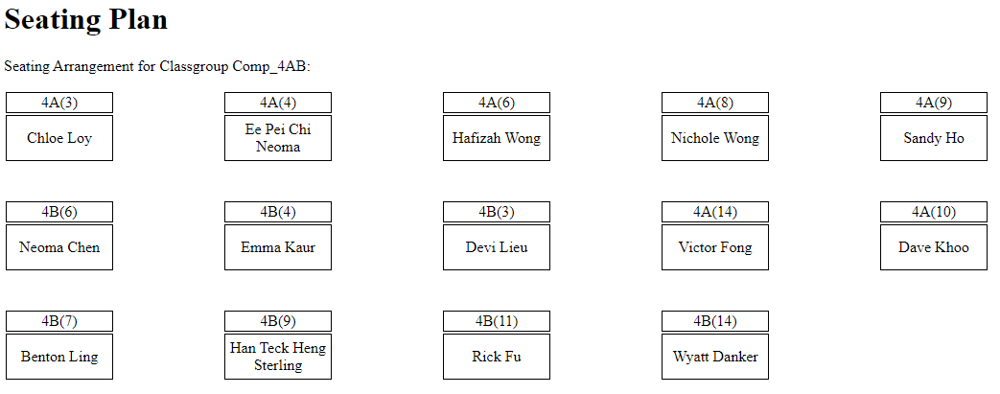 Seating Plan
Seating Arrangement for Classgroup Comp_4AB:
4A(3) 4A(4) 4A(6) 4A(8) 4A(9)
Chloe Loy Ee Pei Chi Neoma Hafizah Wong Nichole Wong Sandy Ho
4B(6) 4B(4) 4B(3) 4A(14) 4A(10)
Neoma Chen Emma Kaur Devi Lieu Victor Fong Dave Khoo
4B(7) 4B(9) 4B(11) 4B(14)
Benton Ling Han Teck Heng Sterling Rick Fu Wyatt Danker